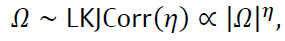 Ω ~ LKJCorr(η) ∝ |Ω|^η,